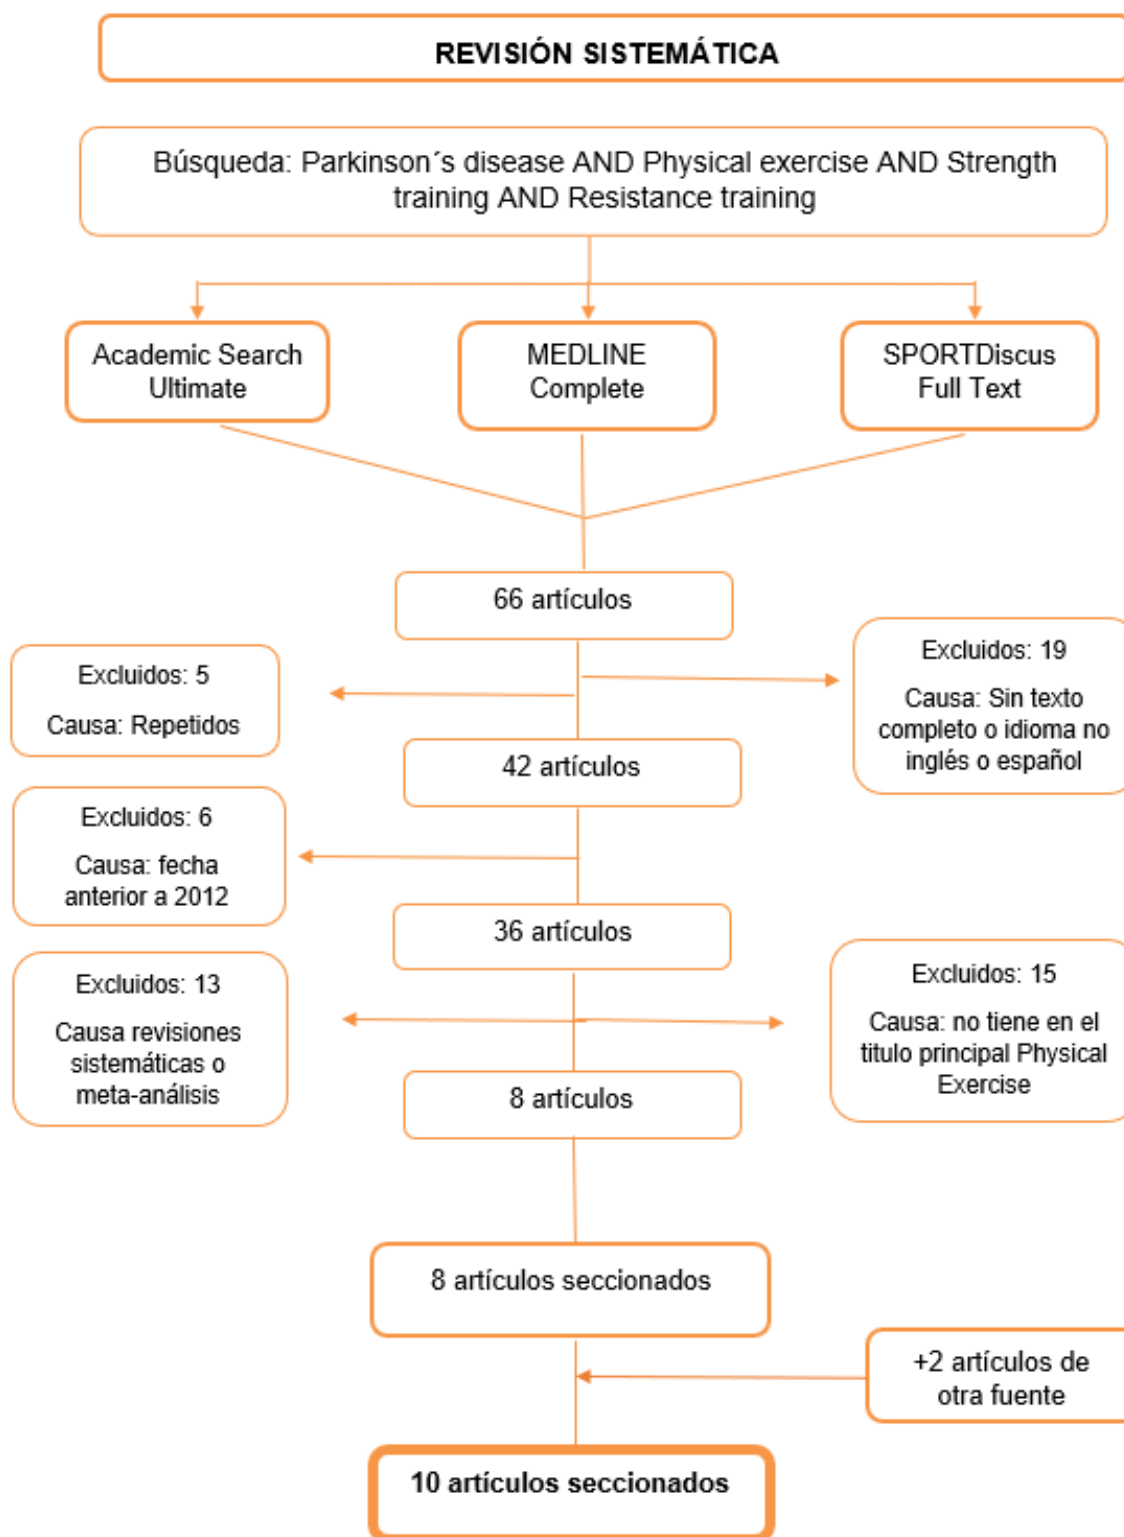 REVISIÓN SISTEMÁTICA
Búsqueda: Parkinson´s disease AND Physical exercise AND Strength
training AND Resistance training
Academic Search
Ultimate
MEDLINE
Complete
SPORTDiscus
Full Text
66 artículos
Excluidos: 5
Causa: Repetidos
Excluidos: 19
Causa: Sin texto
completo o idioma no
inglés o español
42 artículos
Excluidos: 6
Causa: fecha
anterior a 2012
36 artículos
Excluidos: 13
Causa revisiones
sistemáticas o
meta-análisis
Excluidos: 15
Causa: no tiene en el
titulo principal Physical
Exercise
8 artículos
8 artículos seccionados
+2 artículos de
otra fuente
10 artículos seccionados